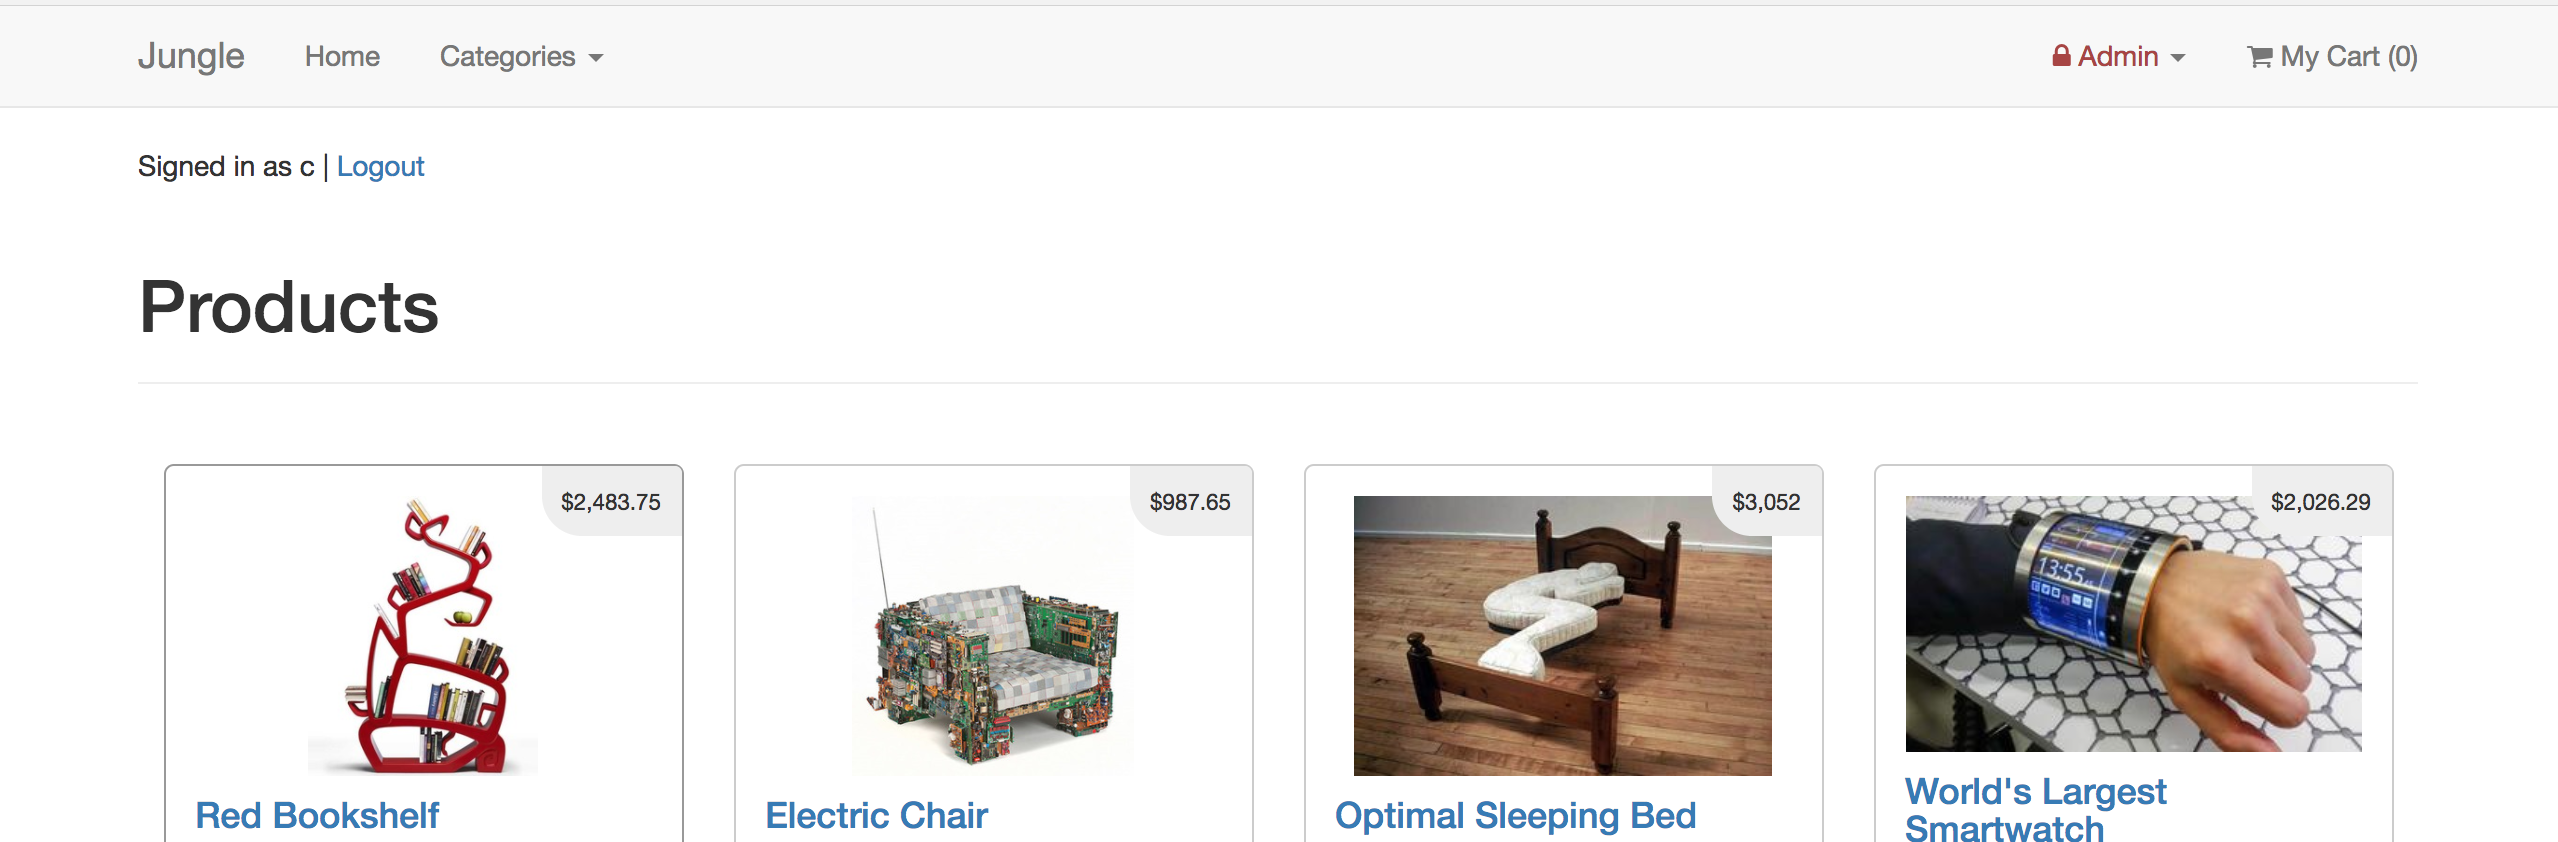 Jungle Home Categories Admin My Cart (0)
Signed in as c | Logout
Products
$2,483.75
Red Bookshelf
$987.65
Electric Chair
$3,052
Optimal Sleeping Bed
$2,026.29
13:55
World's Largest
Smartwatch